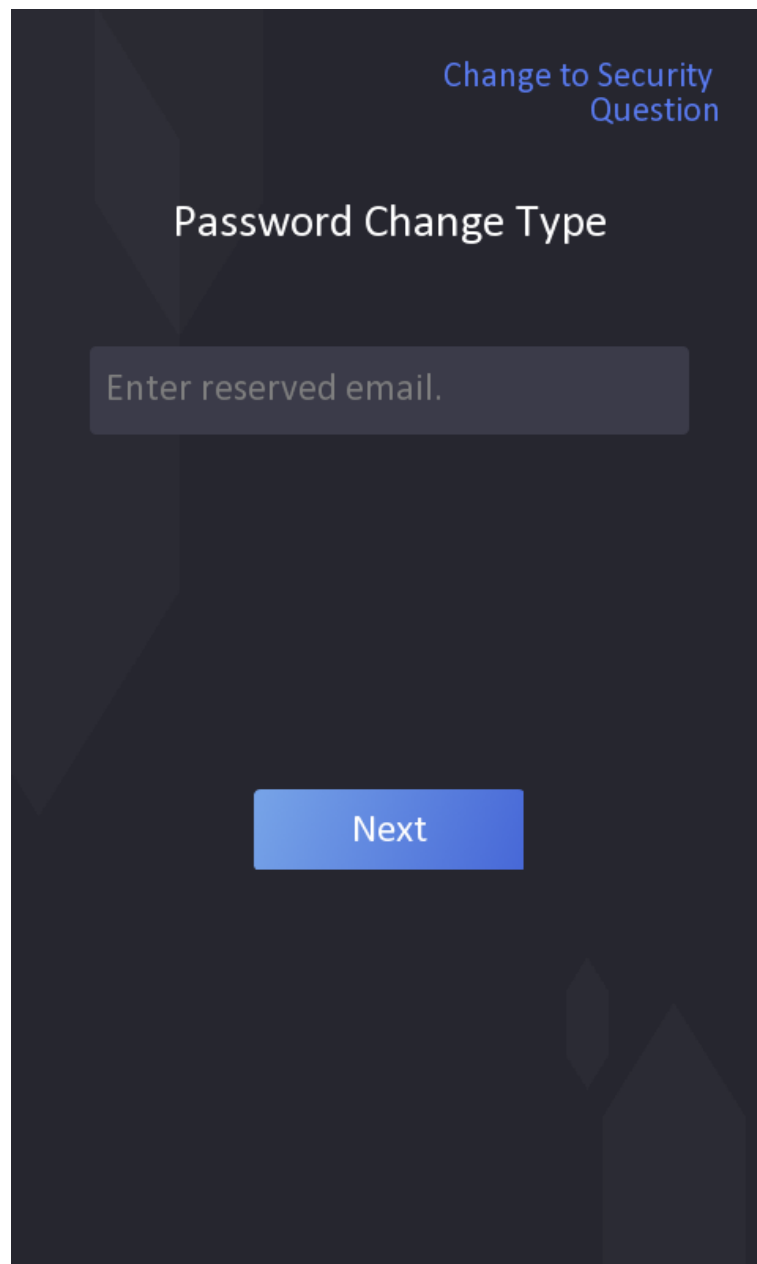 Change to Security
Question
Password Change Type
Enter reserved email.
Next